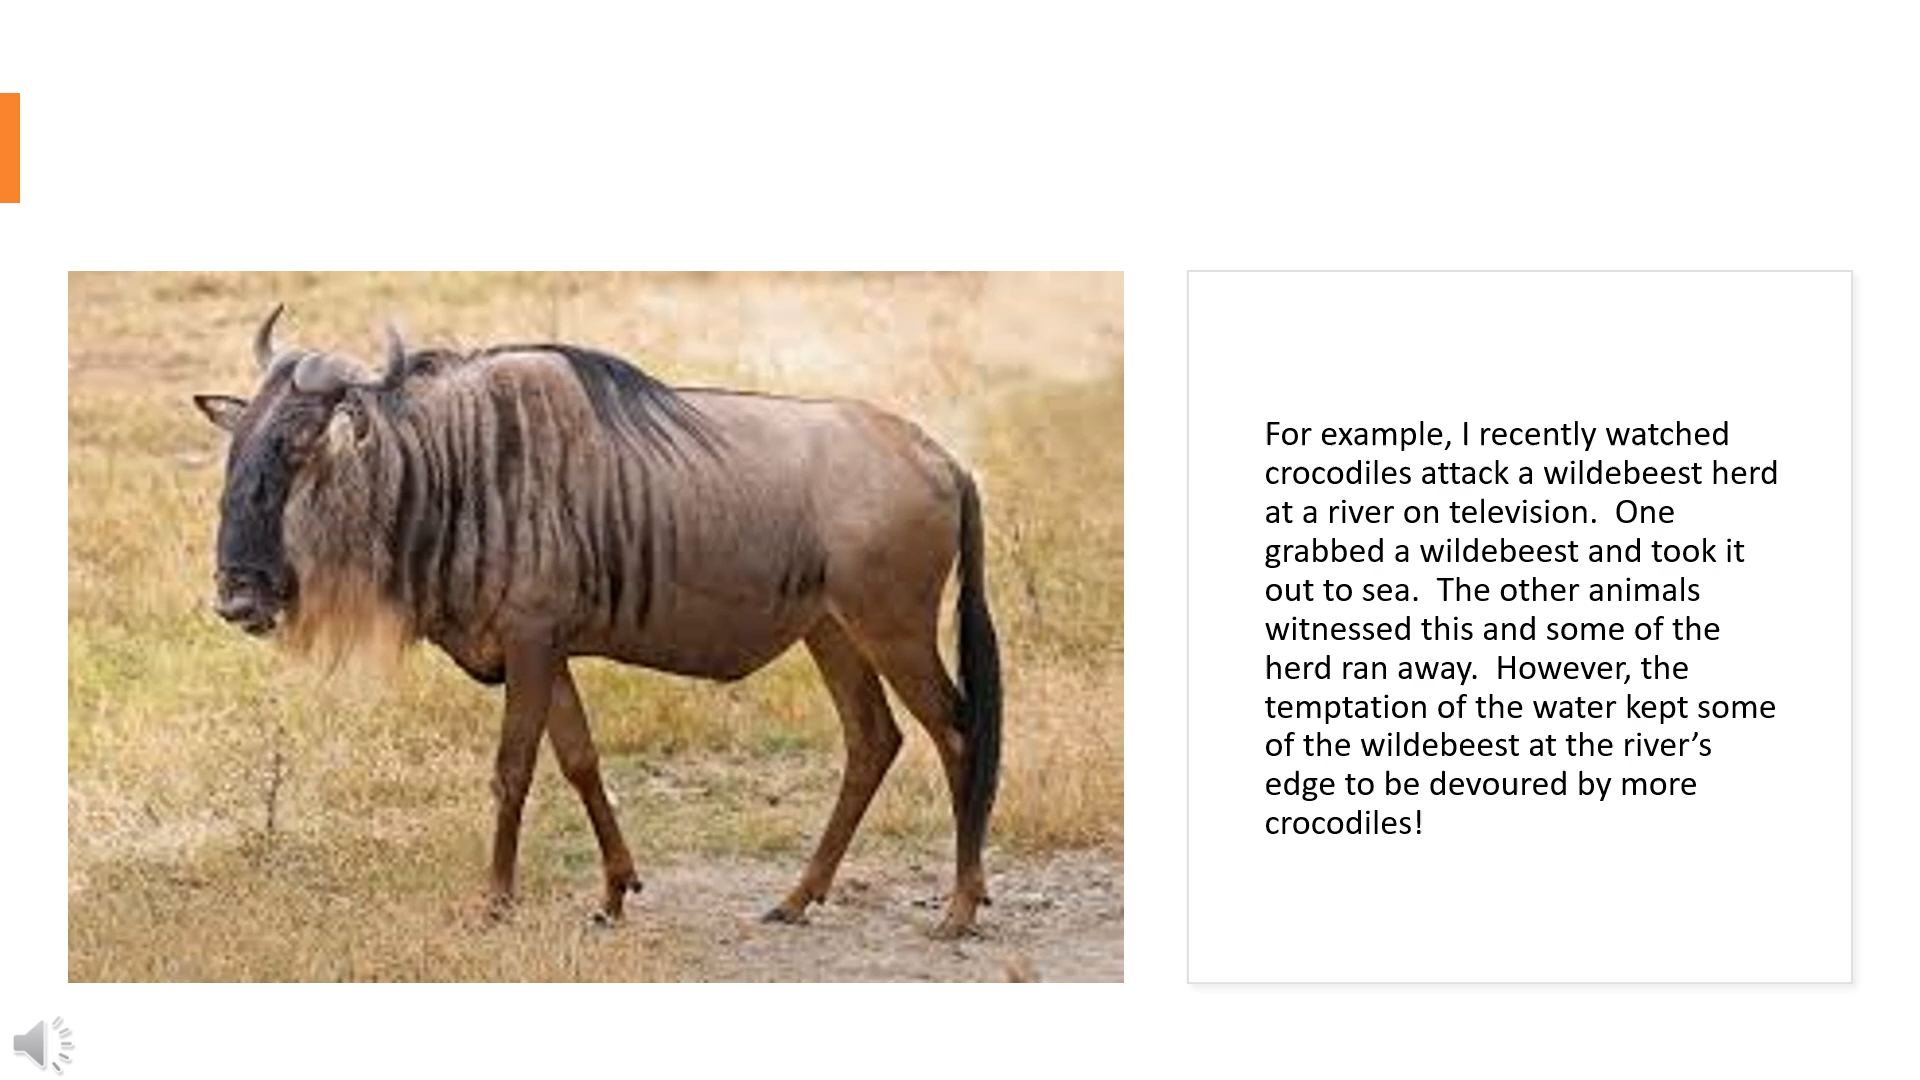 For example, I recently watched
crocodiles attack a wildebeest herd
at a river on television.  One
grabbed a wildebeest and took it
out to sea.  The other animals
witnessed this and some of the
herd ran away.  However, the
temptation of the water kept some
of the wildebeest at the river’s
edge to be devoured by more
crocodiles!